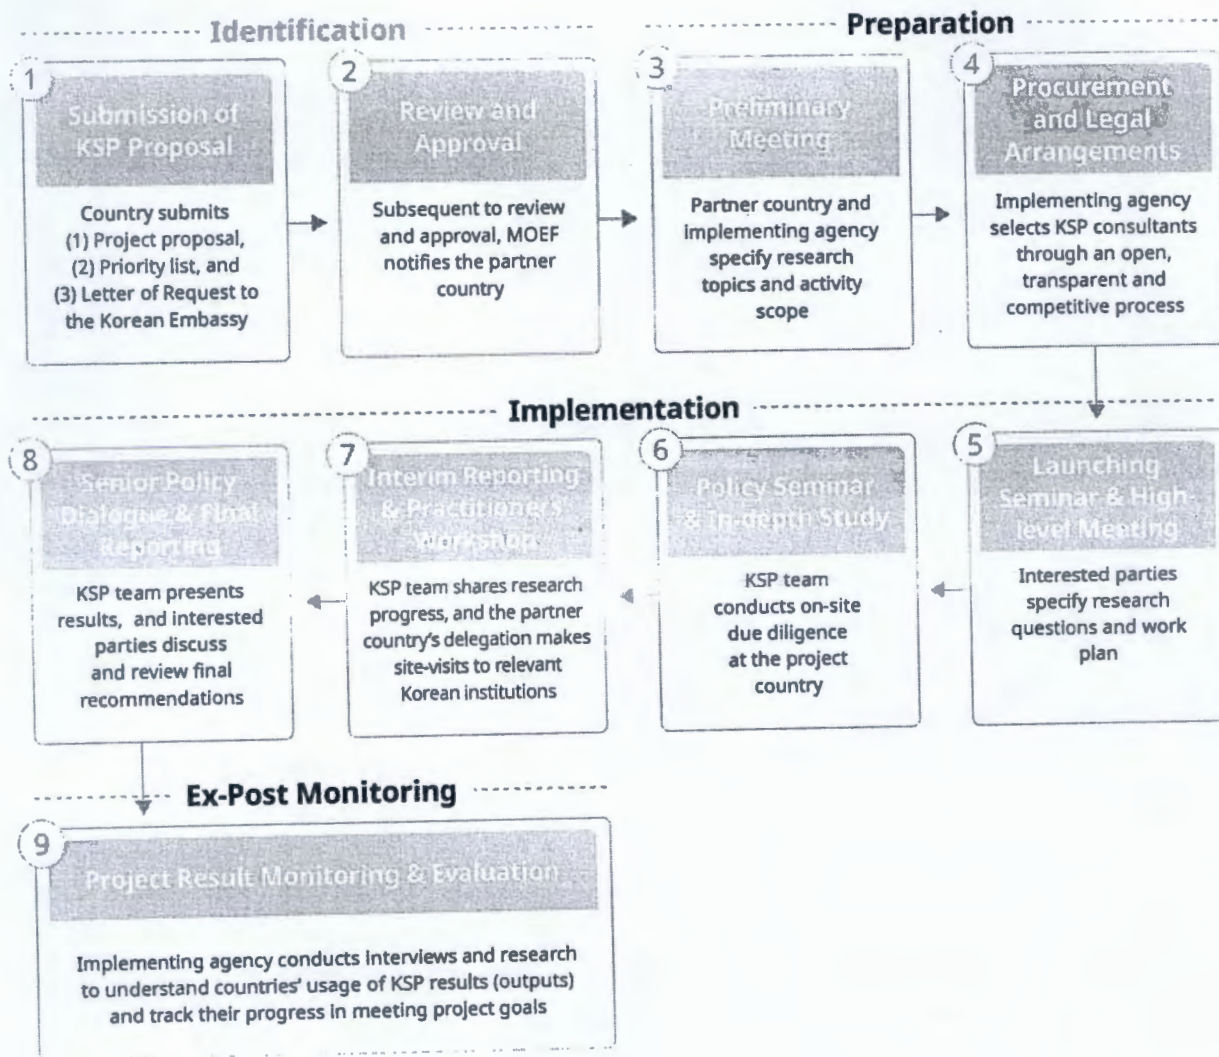 Identification
1
Submission of
KSP Proposal
Country submits
(1) Project proposal,
(2) Priority list, and
(3) Letter of Request to
the Korean Embassy
2
Review and
Approval
Subsequent to review
and approval, MOEF
notifies the partner
country
Preparation
3
Preliminary
Meeting
Partner country and
implementing agency
specify research
topics and activity
scope
4
Procurement
and Legal
Arrangements
Implementing agency
selects KSP consultants
through an open,
transparent and
competitive process
Implementation
5
Launching
Seminar & High-
level Meeting
Interested parties
specify research
questions and work
plan
6
Policy Seminar
& In-depth Study
KSP team
conducts on-site
due diligence
at the project
country
7
Interim Reporting
& Practitioners'
Workshop
KSP team shares research
progress, and the partner
country's delegation makes
site-visits to relevant
Korean institutions
8
Senior Policy
Dialogue & Final
Reporting
KSP team presents
results, and interested
parties discuss
and review final
recommendations
Ex-Post Monitoring
9
Project Result Monitoring & Evaluation
Implementing agency conducts interviews and research
to understand countries' usage of KSP results (outputs)
and track their progress in meeting project goals